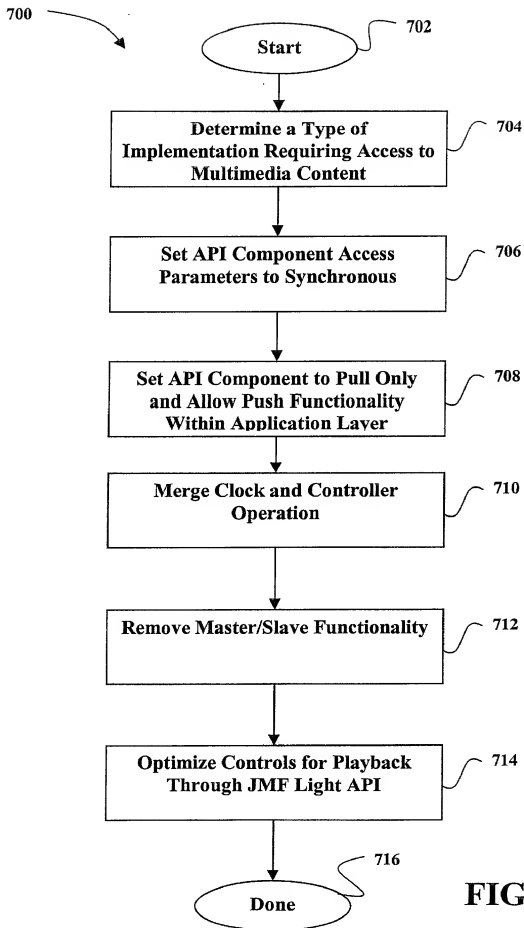 700
Start
702
Determine a Type of
Implementation Requiring Access to
Multimedia Content
704
Set API Component Access
Parameters to Synchronous
706
Set API Component to Pull Only
and Allow Push Functionality
Within Application Layer
708
Merge Clock and Controller
Operation
710
Remove Master/Slave Functionality
712
Optimize Controls for Playback
Through JMF Light API
714
716
Done
FIG